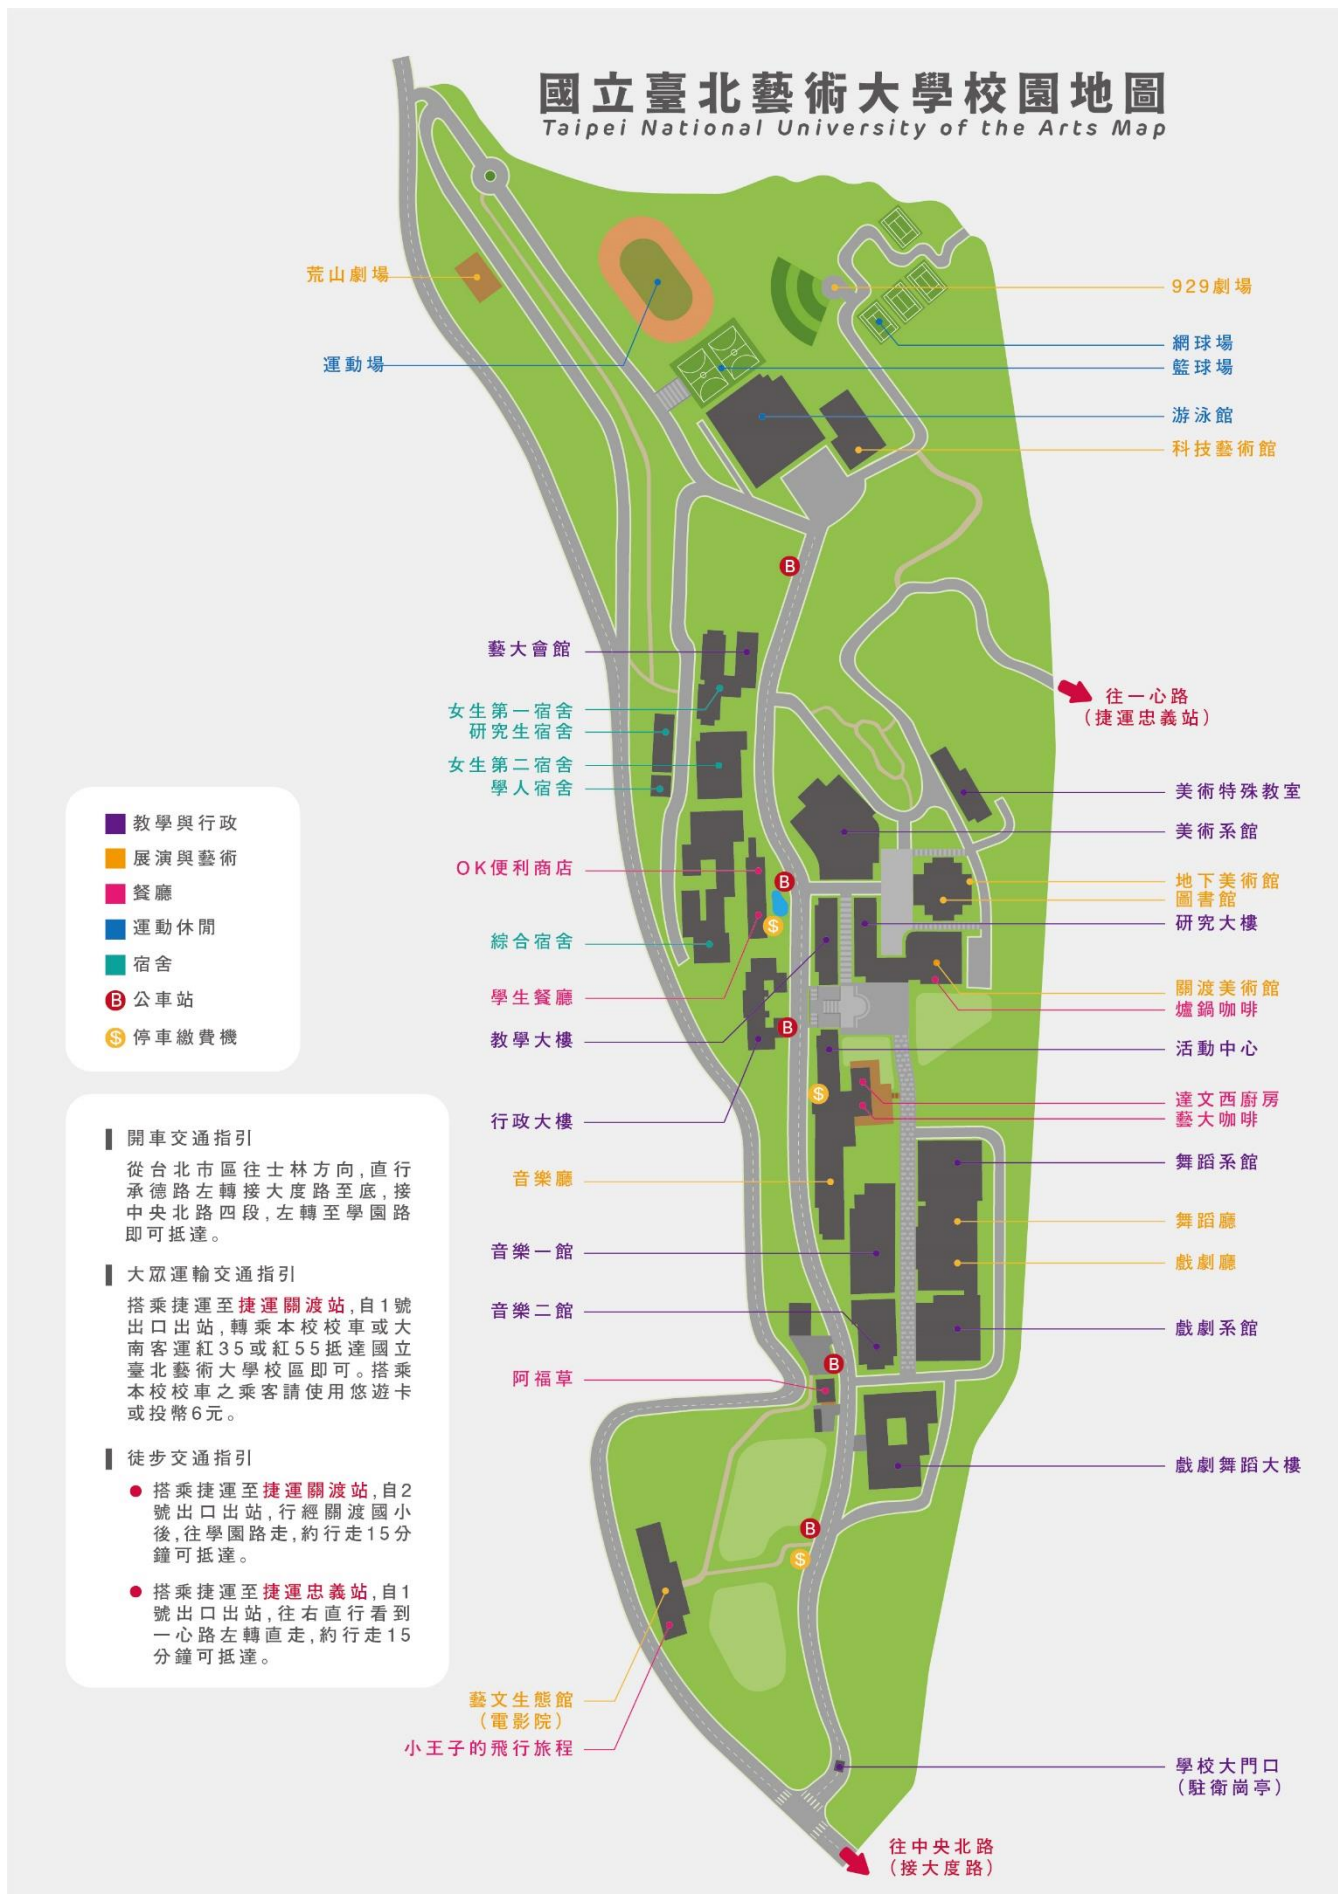 國立臺北藝術大學校園地圖
Taipei National University of the Arts Map
荒山劇場
運動場
929劇場
網球場
籃球場
游泳館
科技藝術館
B
藝大會館
女生第一宿舍
研究生宿舍
女生第二宿舍
學人宿舍
往一心路
(捷運忠義站)
美術特殊教室
美術系館
OK便利商店
B
地下美術館
圖書館
研究大樓
$
綜合宿舍
學生餐廳
教學大樓
行政大樓
B
關渡美術館
爐鍋咖啡
活動中心
$
達文西廚房
藝大咖啡
音樂廳
音樂一館
音樂二館
阿福草
舞蹈系館
舞蹈廳
戲劇廳
戲劇系館
B
戲劇舞蹈大樓
B
$
藝文生態館
(電影院)
小王子的飛行旅程
學校大門口
(駐衛崗亭)
往中央北路
(接大度路)
教學與行政
展演與藝術
餐廳
運動休閒
宿舍
B 公車站
$ 停車繳費機
開車交通指引
從台北市區往士林方向,直行
承德路左轉接大度路至底,接
中央北路四段,左轉至學園路
即可抵達。
大眾運輸交通指引
搭乘捷運至捷運關渡站,自1號
出口出站,轉乘本校校車或大
南客運紅35或紅55抵達國立
臺北藝術大學校區即可。搭乘
本校校車之乘客請使用悠遊卡
或投幣6元。
徒步交通指引
搭乘捷運至捷運關渡站,自2
號出口出站,行經關渡國小
後,往學園路走,約行走15分
鐘可抵達。
搭乘捷運至捷運忠義站,自1
號出口出站,往右直行看到
一心路左轉直走,約行走15
分鐘可抵達。